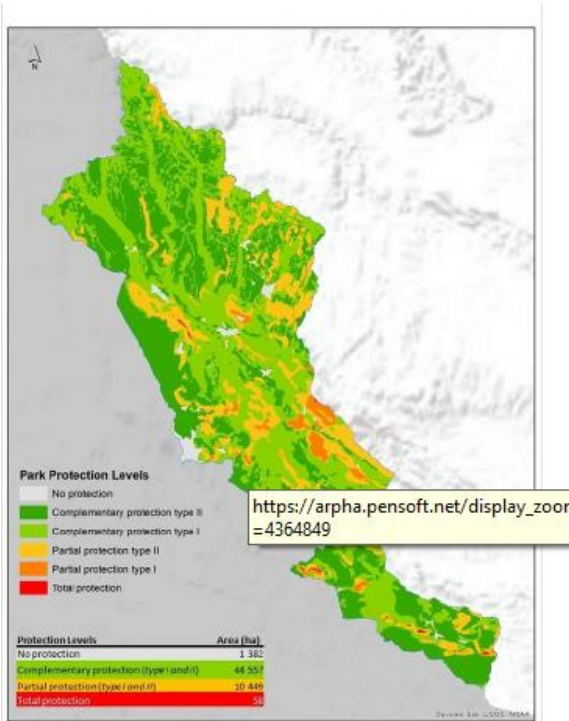 N
Park Protection Levels
No protection
Complementary protection type II
Complementary protection type I
Partial protection type II
Partial protection type I
Total protection
https://arpha.pensoft.net/display_zoor
=4364849
Protection Levels Area (ha)
No protection 1 382
Complementary protection (type I and II) 44 557
Partial protection (type I and II) 10 449
Total protection 58